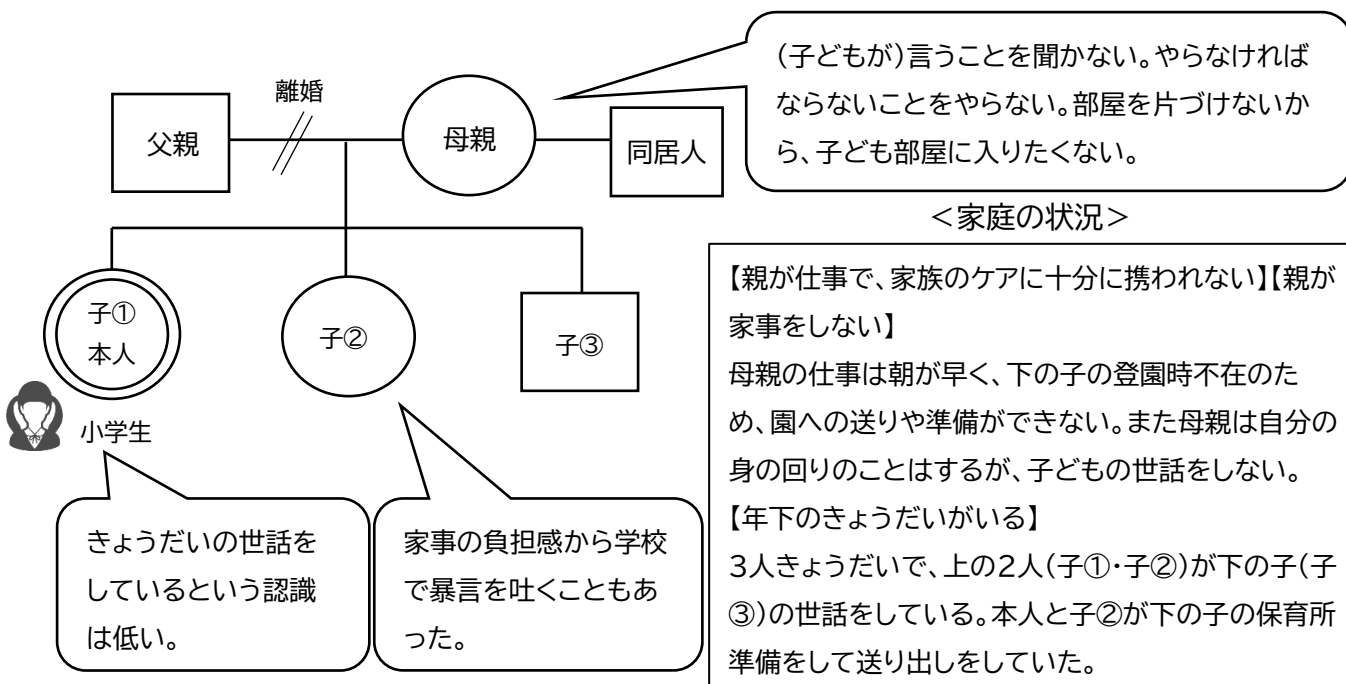 (子どもが)言うことを聞かない。やらなければ
ならないことをやらない。部屋を片づけないか
ら、子ども部屋に入りたくない。
離婚
父親
母親
同居人
子①
本人
子②
子③
小学生
きょうだいの世話を
しているという認識
は低い。
家事の負担感から学校
で暴言を吐くこともあ
った。
<家庭の状況>
【親が仕事で、家族のケアに十分に携われない】【親が
家事をしない】
母親の仕事は朝が早く、下の子の登園時不在のた
め、園への送りや準備ができない。また母親は自分の
身の回りのことはするが、子どもの世話をしない。
【年下のきょうだいがいる】
3人きょうだいで、上の2人(子①・子②)が下の子(子
③)の世話をしている。本人と子②が下の子の保育所
準備をして送り出しをしていた。